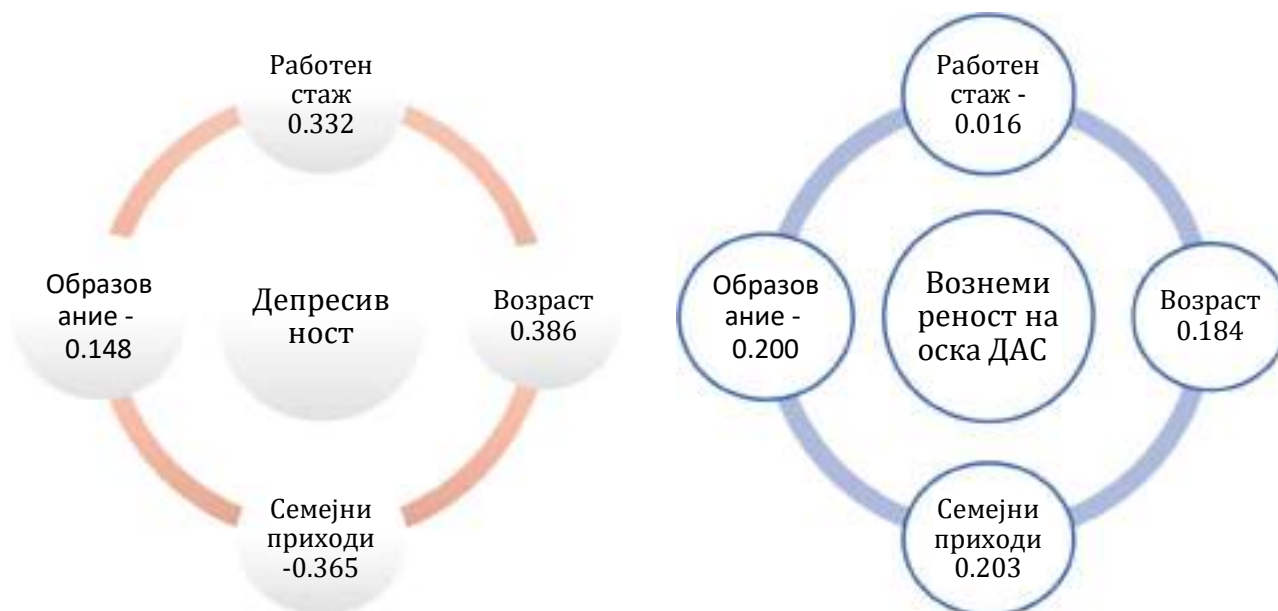 Работен
стаж
0.332
Образов
ание -
0.148
Депресив
ност
Возраст
0.386
Семејни
приходи
-0.365
Работен
стаж -
0.016
Образов
ание -
0.200
Вознеми
реност на
оска ДАС
Возраст
0.184
Семејни
приходи
0.203